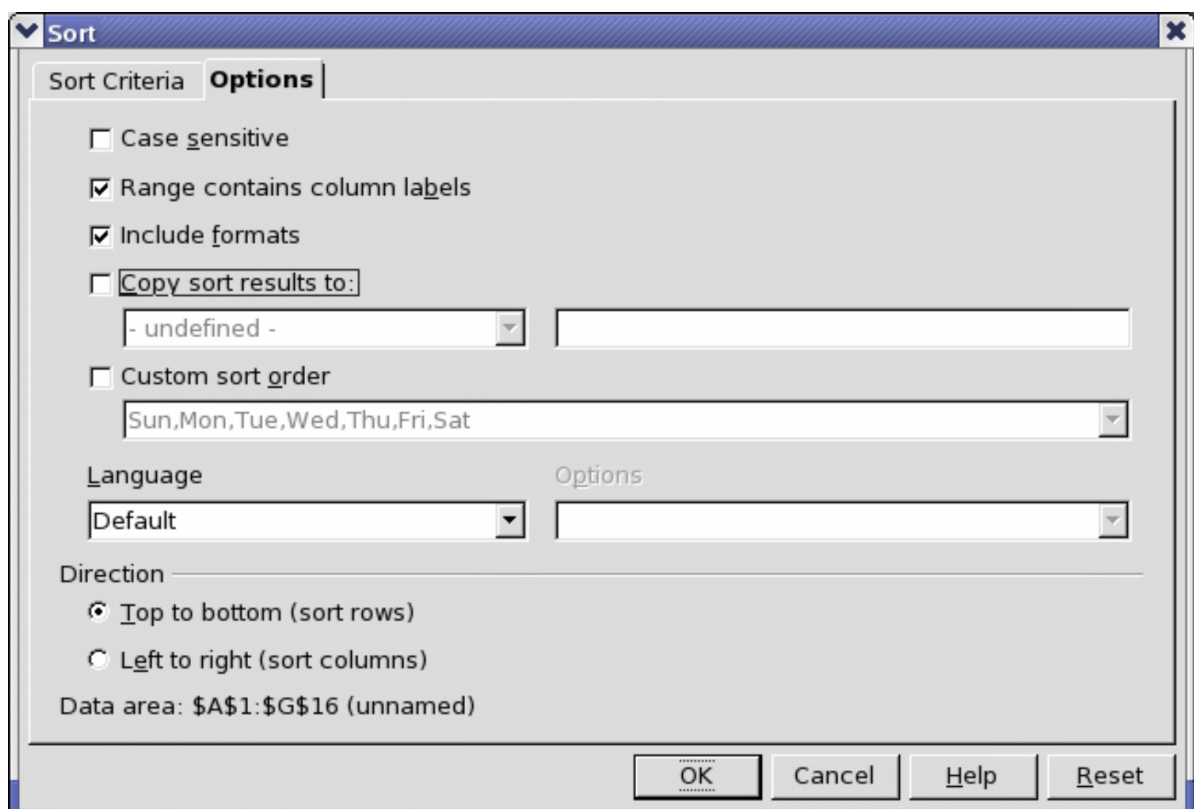 Sort
Sort Criteria Options
Case sensitive
Range contains column labels
Include formats
Copy sort results to:
- undefined -
Custom sort order
Sun,Mon,Tue,Wed,Thu,Fri,Sat
Language Options
Default
Direction
Top to bottom (sort rows)
Left to right (sort columns)
Data area: $A$1:$G$16 (unnamed)
OK Cancel Help Reset